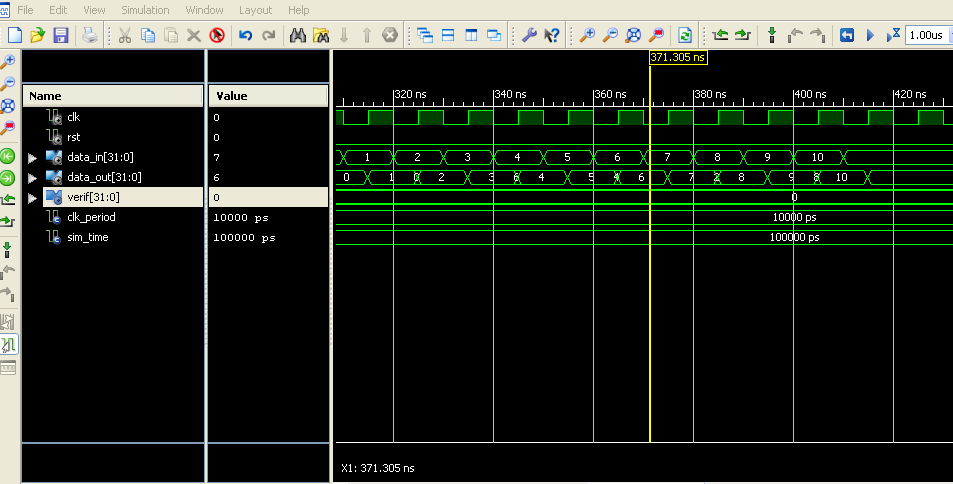 File Edit View Simulation Window Layout Help
1.00us
371.305 ns
Name Value
320 ns 340 ns 360 ns 380 ns 400 ns 420 ns
clk 0
rst 0
data_in[31:0] 7 1 2 3 4 5 6 7 8 9 10
data_out[31:0] 6 0 1 0 2 3 6 4 5 0 4 6 7 2 8 9 8 10
verif[31:0] 0 0
clk_period 10000 ps 10000 ps
sim_time 100000 ps 100000 ps
X1: 371.305 ns